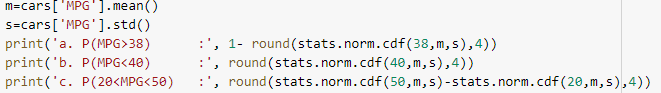 m=cars['MPG'].mean()
s=cars['MPG'].std()
print('a. P(MPG>38)      :', 1- round(stats.norm.cdf(38,m,s),4))
print('b. P(MPG<40)      :', round(stats.norm.cdf(40,m,s),4))
print('c. P(20<MPG<50)   :', round(stats.norm.cdf(50,m,s)-stats.norm.cdf(20,m,s),4))